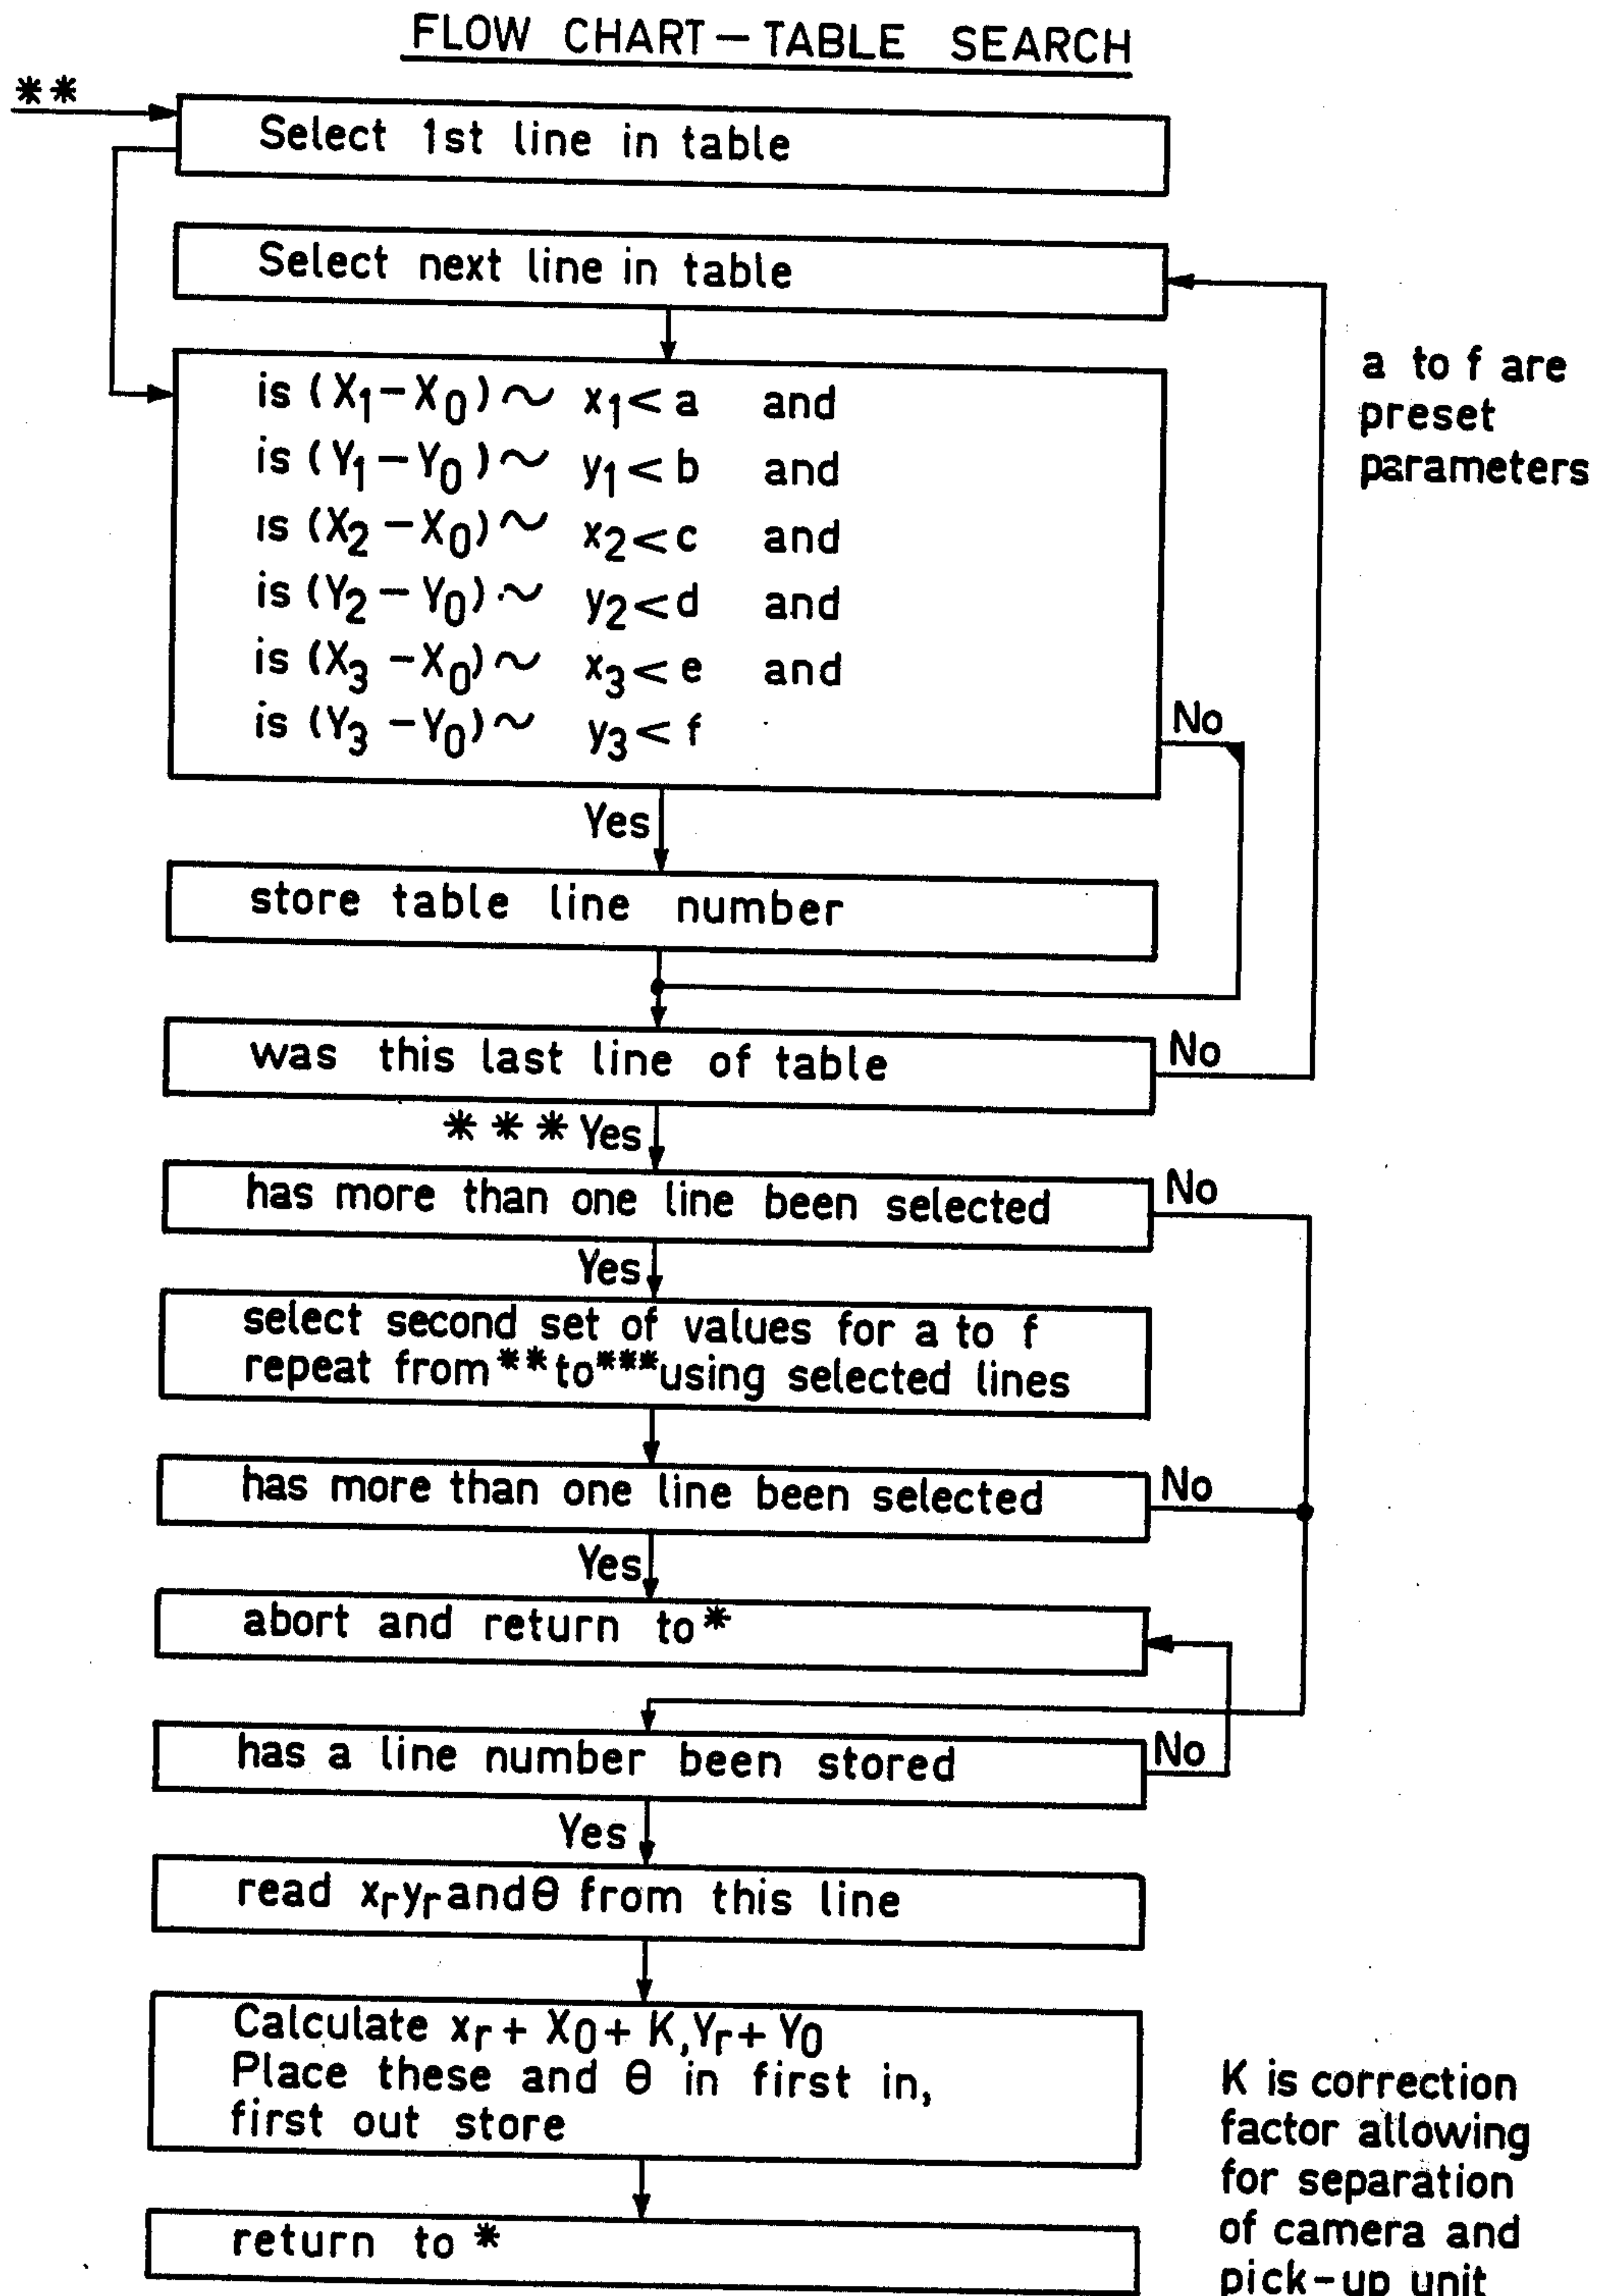 FLOW CHART — TABLE SEARCH
**
Select 1st line in table
Select next line in table
is (X1 − X0) ~ x1 < a and
is (Y1 − Y0) ~ y1 < b and
is (X2 − X0) ~ x2 < c and
is (Y2 − Y0) ~ y2 < d and
is (X3 − X0) ~ x3 < e and
is (Y3 − Y0) ~ y3 < f
a to f are
preset
parameters
No
Yes
store table line number
was this last line of table
No
*** Yes
has more than one line been selected
No
Yes
select second set of values for a to f
repeat from ** to *** using selected lines
has more than one line been selected
No
Yes
abort and return to *
has a line number been stored
No
Yes
read xr yr and θ from this line
Calculate xr + X0 + K, Yr + Y0
Place these and θ in first in,
first out store
return to *
K is correction
factor allowing
for separation
of camera and
pick-up unit